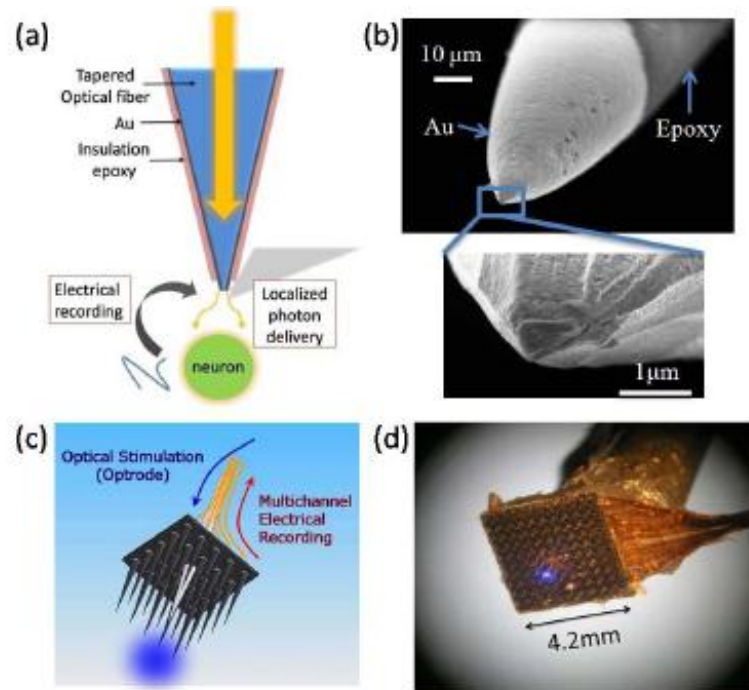 (a)
Tapered
Optical fiber
Au
Insulation
epoxy
Electrical
recording
Localized
photon
delivery
neuron
(b)
10 µm
Au
Epoxy
1µm
(c)
Optical Stimulation
(Optrode)
Multichannel
Electrical
Recording
(d)
4.2mm